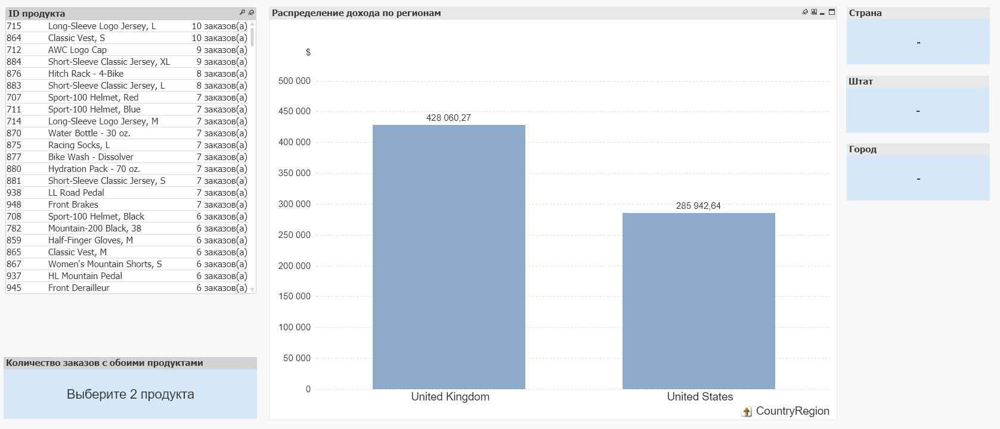 ID продукта
715 Long-Sleeve Logo Jersey, L 10 заказов(а)
864 Classic Vest, S 10 заказов(а)
712 AWC Logo Cap 9 заказов(а)
884 Short-Sleeve Classic Jersey, XL 9 заказов(а)
876 Hitch Rack - 4-Bike 8 заказов(а)
883 Short-Sleeve Classic Jersey, L 8 заказов(а)
707 Sport-100 Helmet, Red 7 заказов(а)
711 Sport-100 Helmet, Blue 7 заказов(а)
714 Long-Sleeve Logo Jersey, M 7 заказов(а)
870 Water Bottle - 30 oz. 7 заказов(а)
875 Racing Socks, L 7 заказов(а)
877 Bike Wash - Dissolver 7 заказов(а)
880 Hydration Pack - 70 oz. 7 заказов(а)
881 Short-Sleeve Classic Jersey, S 7 заказов(а)
938 LL Road Pedal 7 заказов(а)
948 Front Brakes 7 заказов(а)
708 Sport-100 Helmet, Black 6 заказов(а)
782 Mountain-200 Black, 38 6 заказов(а)
859 Half-Finger Gloves, M 6 заказов(а)
865 Classic Vest, M 6 заказов(а)
867 Women's Mountain Shorts, S 6 заказов(а)
937 HL Mountain Pedal 6 заказов(а)
945 Front Derailleur 6 заказов(а)
Количество заказов с обоими продуктами
Выберите 2 продукта
Распределение дохода по регионам
$
500 000
450 000
400 000
350 000
300 000
250 000
200 000
150 000
100 000
50 000
0
428 060,27
285 942,64
United Kingdom
United States
CountryRegion
Страна
-
Штат
-
Город
-